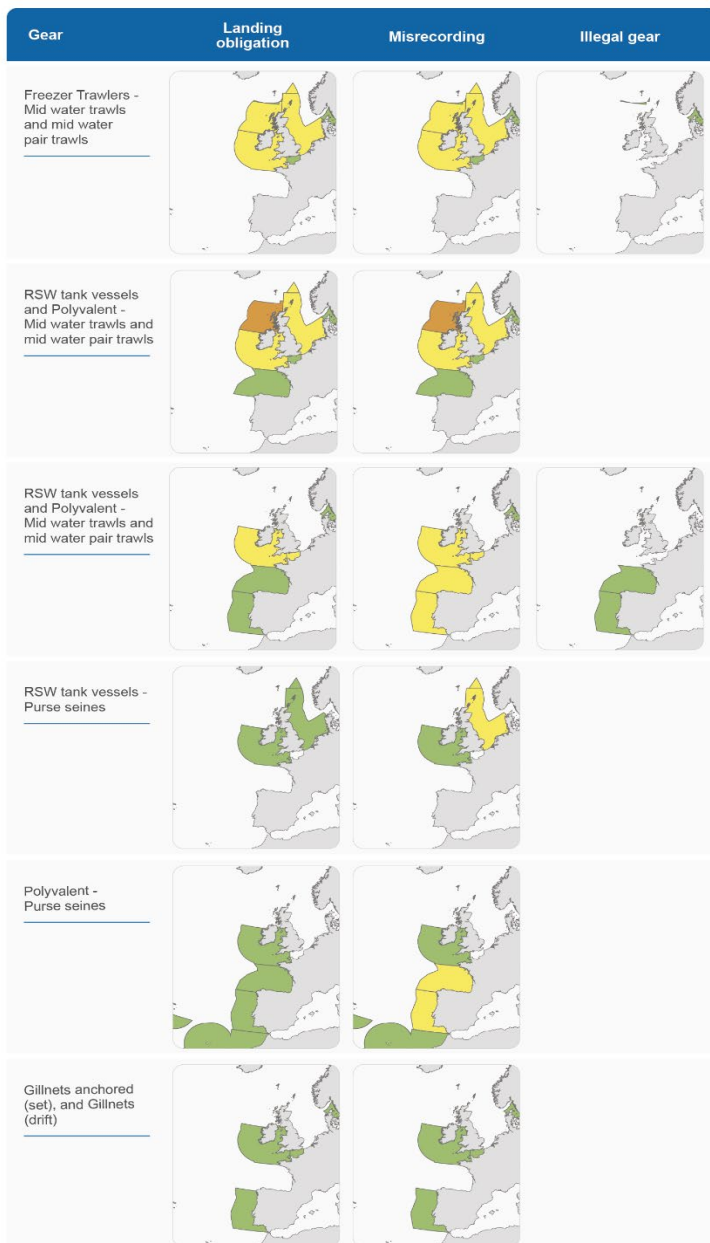 Gear
Landing
obligation
Misrecording
Illegal gear
Freezer Trawlers -
Mid water trawls
and mid water
pair trawls
RSW tank vessels
and Polyvalent -
Mid water trawls and
mid water pair trawls
RSW tank vessels
and Polyvalent -
Mid water trawls and
mid water pair trawls
RSW tank vessels -
Purse seines
Polyvalent -
Purse seines
Gillnets anchored
(set), and Gillnets
(drift)